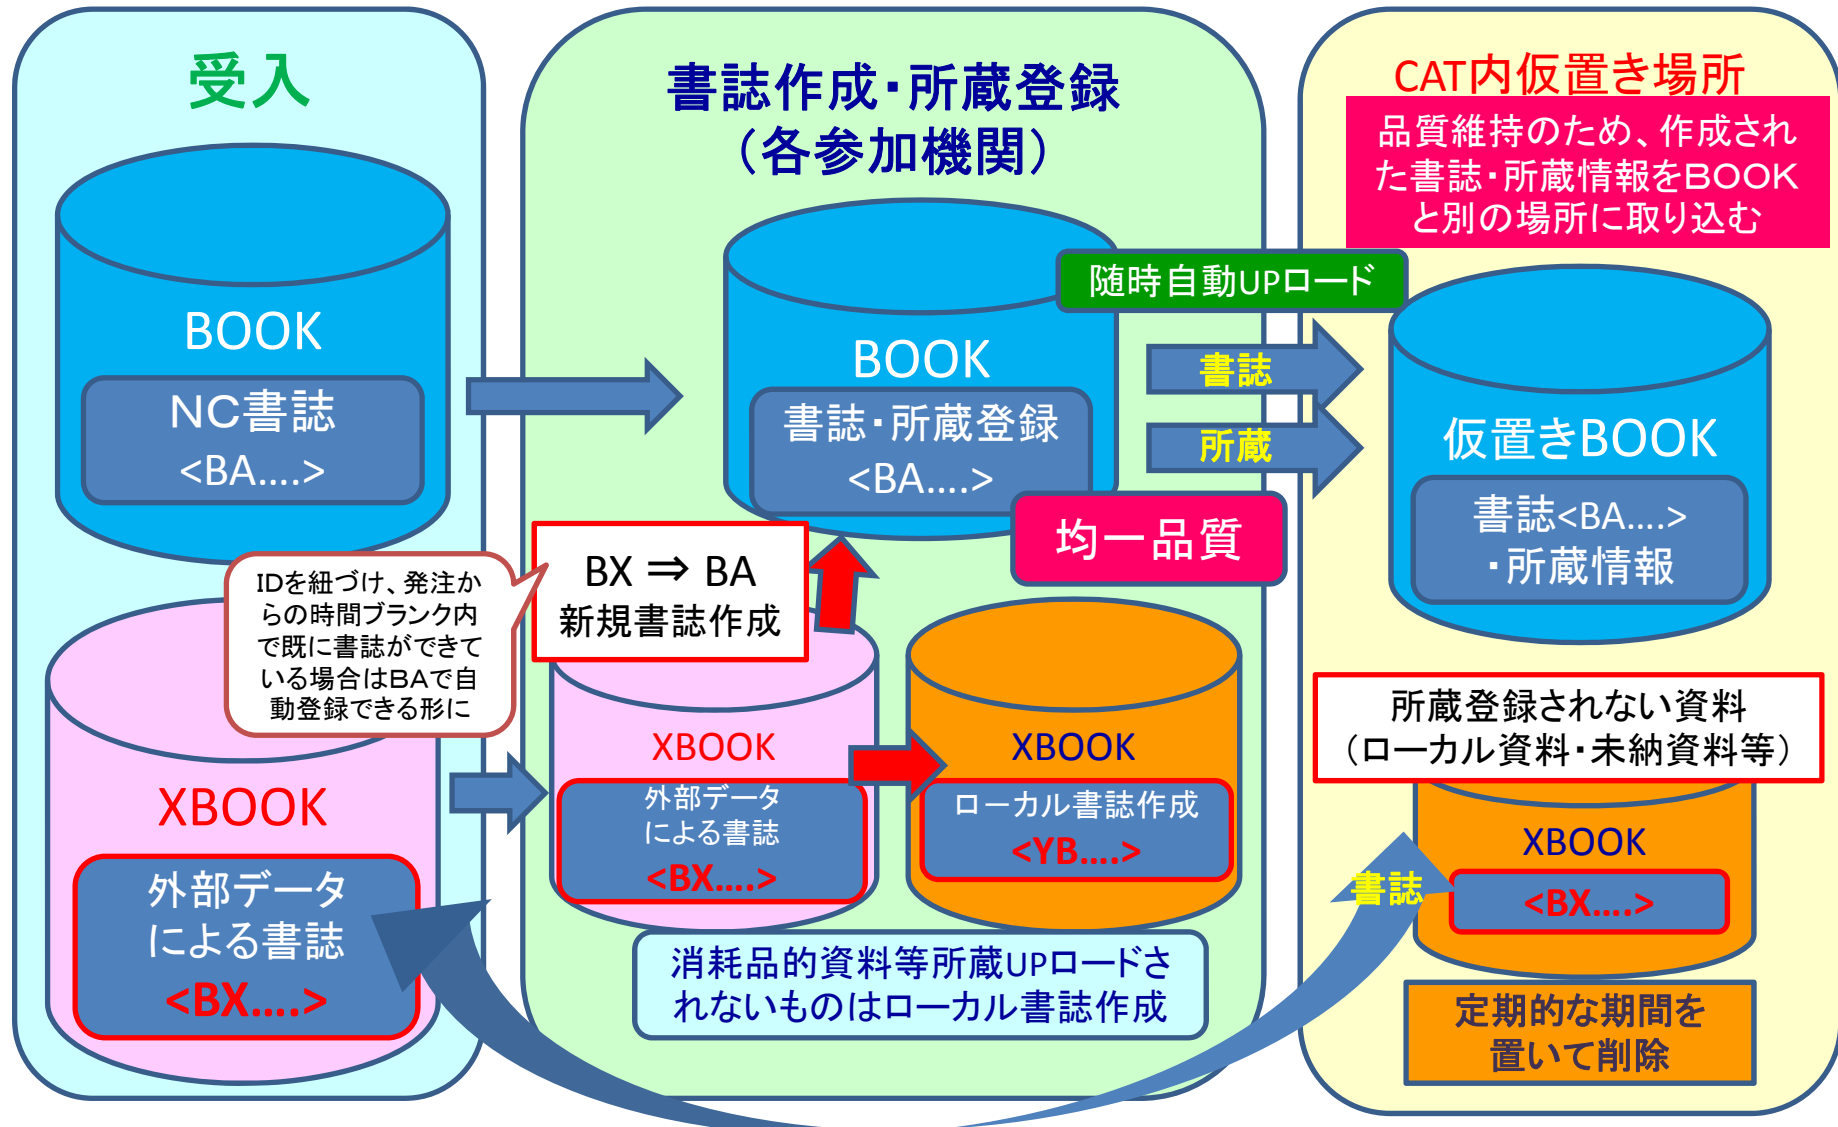 受入
BOOK
NC書誌
<BA....>
IDを紐づけ、発注か
らの時間ブランク内
で既に書誌ができて
いる場合はBAで自
動登録できる形に
XBOOK
外部データ
による書誌
<BX....>
書誌作成・所蔵登録
（各参加機関）
BOOK
書誌・所蔵登録
<BA....>
均一品質
BX ⇒ BA
新規書誌作成
XBOOK
外部データ
による書誌
<BX....>
XBOOK
ローカル書誌作成
<YB....>
消耗品的資料等所蔵UPロードさ
れないものはローカル書誌作成
随時自動UPロード
書誌
所蔵
CAT内仮置き場所
品質維持のため、作成され
た書誌・所蔵情報をBOOK
と別の場所に取り込む
仮置きBOOK
書誌<BA....>
・所蔵情報
所蔵登録されない資料
（ローカル資料・未納資料等）
XBOOK
書誌
<BX....>
定期的な期間を
置いて削除